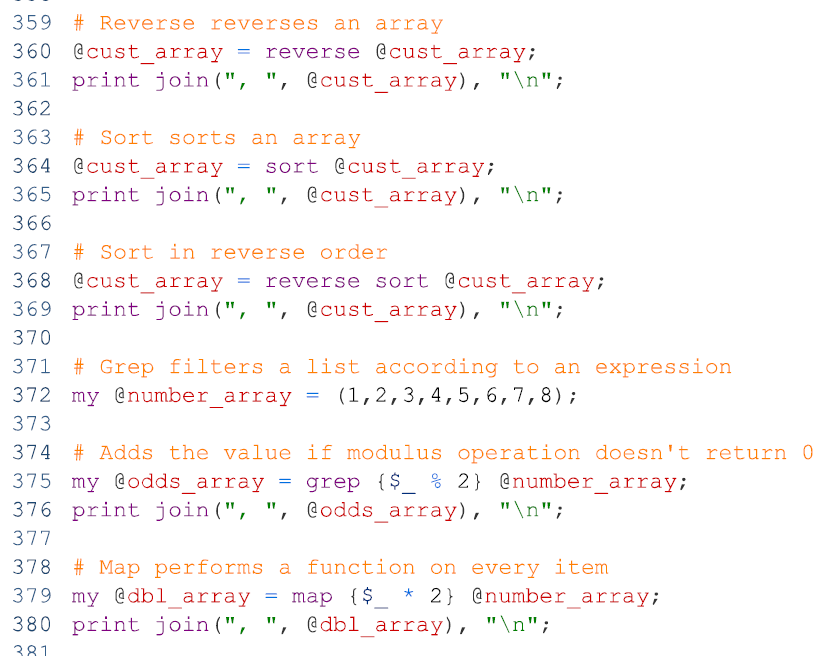 359 # Reverse reverses an array
360 @cust_array = reverse @cust_array;
361 print join(", ", @cust_array), "\n";
362
363 # Sort sorts an array
364 @cust_array = sort @cust_array;
365 print join(", ", @cust_array), "\n";
366
367 # Sort in reverse order
368 @cust_array = reverse sort @cust_array;
369 print join(", ", @cust_array), "\n";
370
371 # Grep filters a list according to an expression
372 my @number_array = (1,2,3,4,5,6,7,8);
373
374 # Adds the value if modulus operation doesn't return 0
375 my @odds_array = grep {$_ % 2} @number_array;
376 print join(", ", @odds_array), "\n";
377
378 # Map performs a function on every item
379 my @dbl_array = map {$_ * 2} @number_array;
380 print join(", ", @dbl_array), "\n";
381